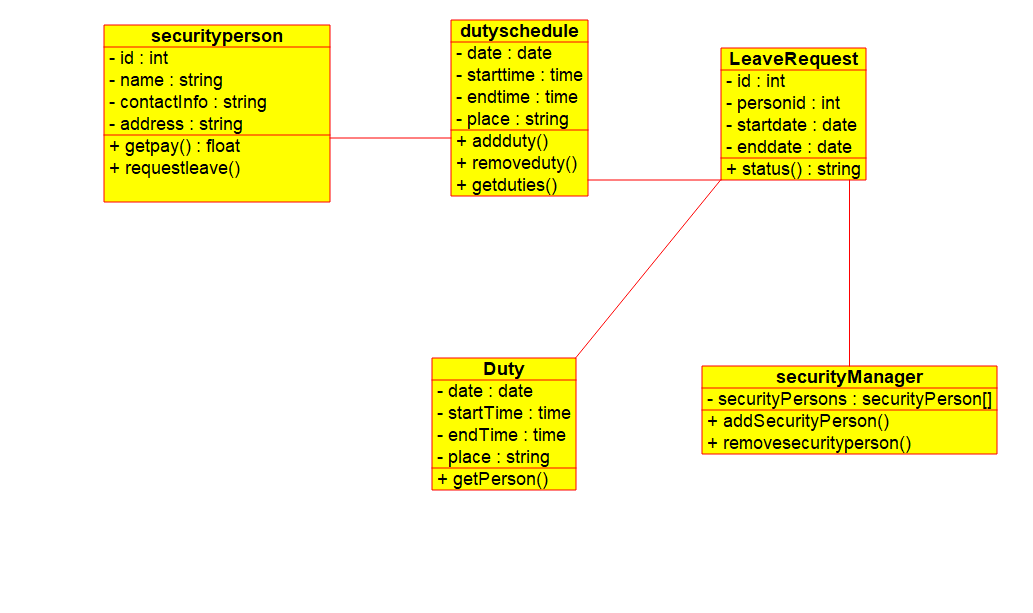 securityperson
- id : int
- name : string
- contactInfo : string
- address : string
+ getpay() : float
+ requestleave()
dutyschedule
- date : date
- starttime : time
- endtime : time
- place : string
+ addduty()
+ removeduty()
+ getduties()
LeaveRequest
- id : int
- personid : int
- startdate : date
- enddate : date
+ status() : string
Duty
- date : date
- startTime : time
- endTime : time
- place : string
+ getPerson()
securityManager
- securityPersons : securityPerson[]
+ addSecurityPerson()
+ removesecurityperson()